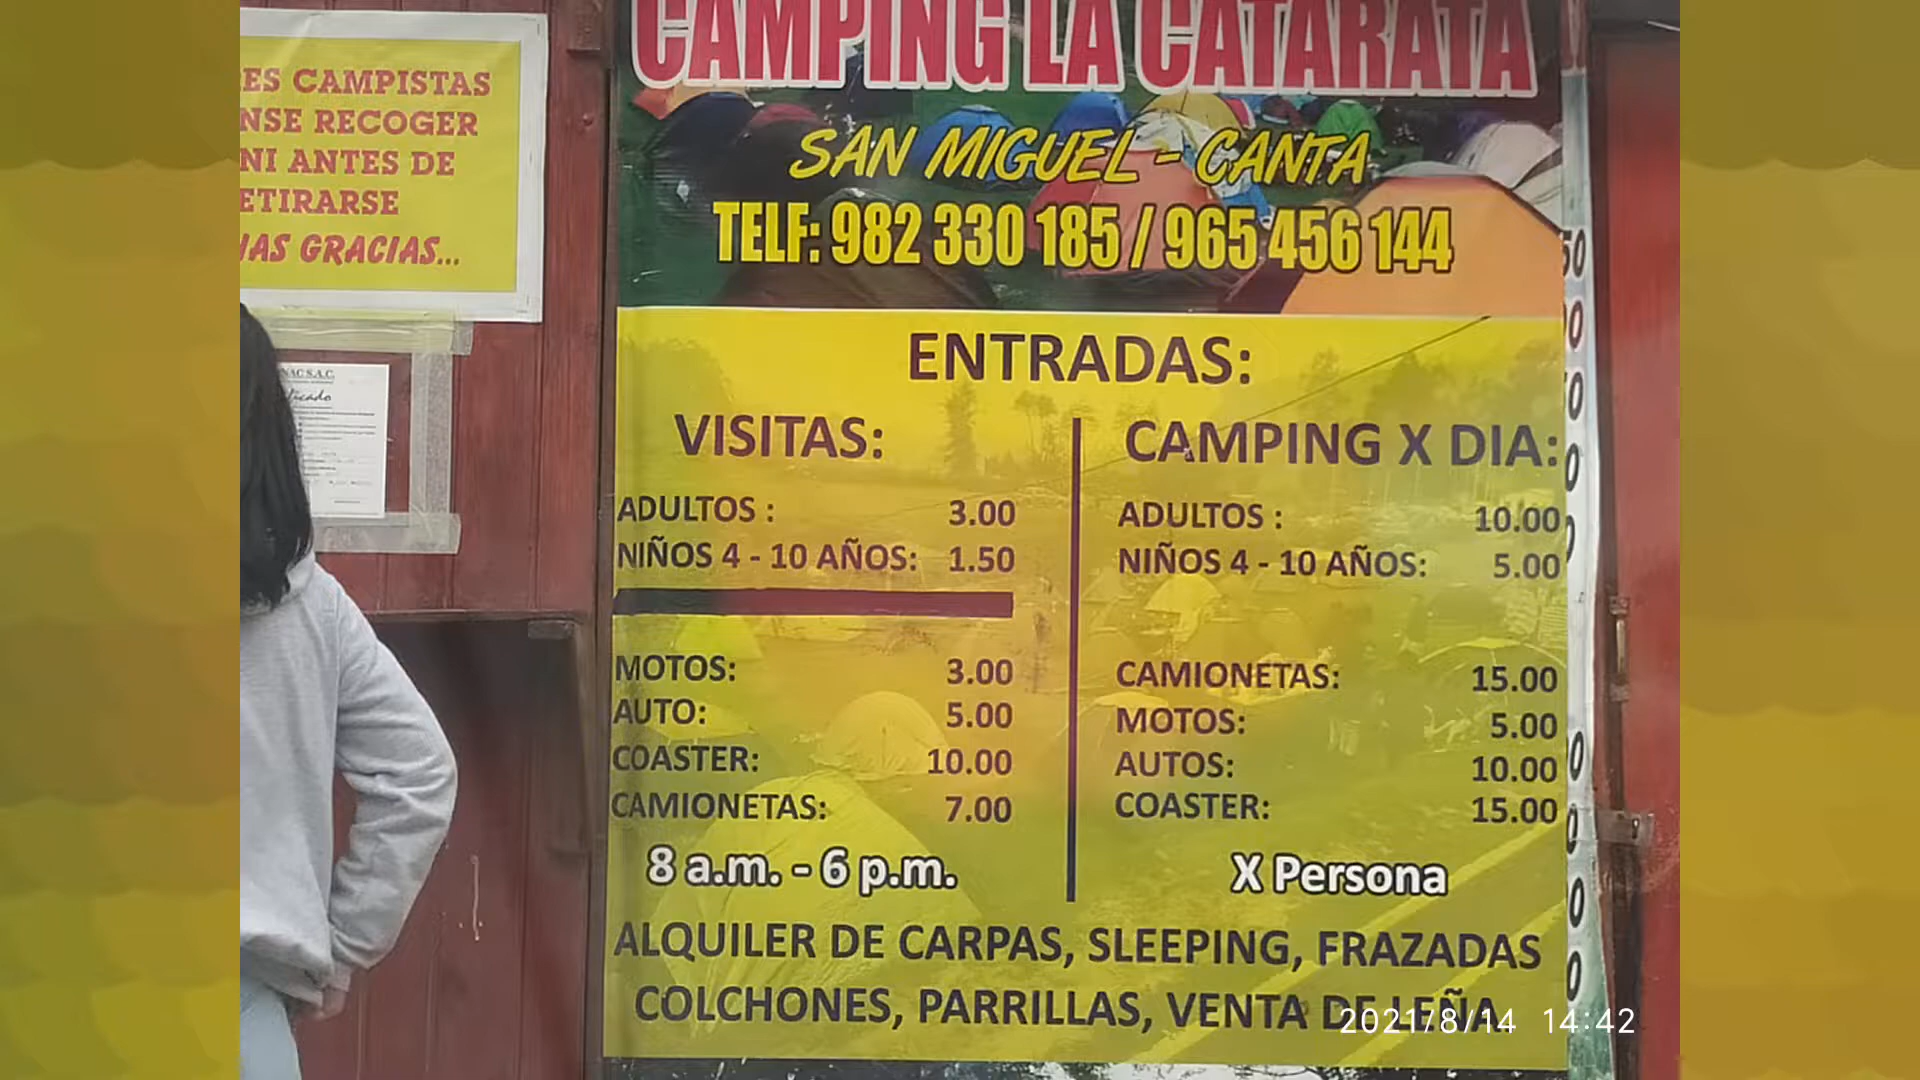 ES CAMPISTAS
NSE RECOGER
NI ANTES DE
ETIRARSE
AS GRACIAS...
NAC S.A.C.
CAMPING LA CATARATA
SAN MIGUEL - CANTA
TELF: 982 330 185 / 965 456 144
ENTRADAS:
VISITAS:
ADULTOS : 3.00
NIÑOS 4 - 10 AÑOS: 1.50
MOTOS: 3.00
AUTO: 5.00
COASTER: 10.00
CAMIONETAS: 7.00
8 a.m. - 6 p.m.
CAMPING X DIA:
ADULTOS : 10.00
NIÑOS 4 - 10 AÑOS: 5.00
CAMIONETAS: 15.00
MOTOS: 5.00
AUTOS: 10.00
COASTER: 15.00
X Persona
ALQUILER DE CARPAS, SLEEPING, FRAZADAS
COLCHONES, PARRILLAS, VENTA DE LEÑA
2021/8/14 14:42